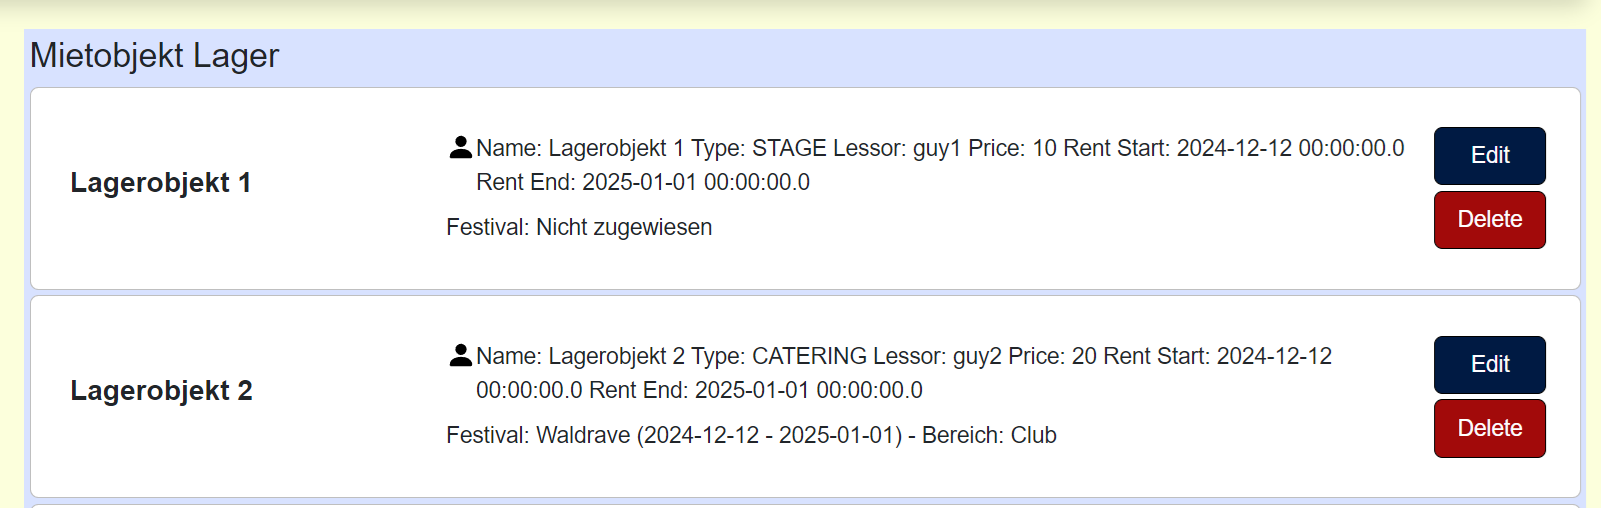 Mietobjekt Lager
Lagerobjekt 1
Name: Lagerobjekt 1 Type: STAGE Lessor: guy1 Price: 10 Rent Start: 2024-12-12 00:00:00.0
Rent End: 2025-01-01 00:00:00.0
Festival: Nicht zugewiesen
Edit
Delete
Lagerobjekt 2
Name: Lagerobjekt 2 Type: CATERING Lessor: guy2 Price: 20 Rent Start: 2024-12-12
00:00:00.0 Rent End: 2025-01-01 00:00:00.0
Festival: Waldrave (2024-12-12 - 2025-01-01) - Bereich: Club
Edit
Delete